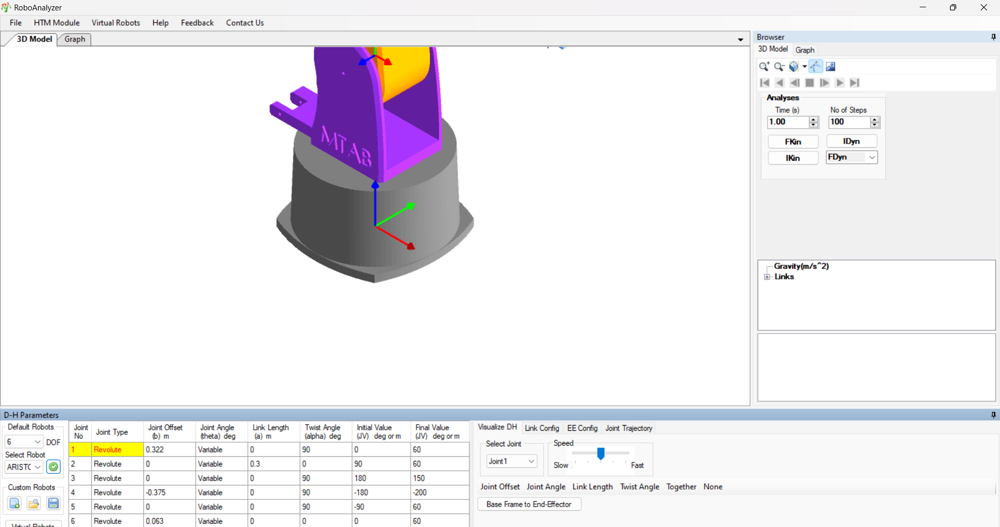 RoboAnalyzer
File HTM Module Virtual Robots Help Feedback Contact Us
3D Model Graph
MTAB
Browser
3D Model Graph
Analyses
Time (s) No of Steps
1.00 100
FKin IDyn
IKin FDyn
Gravity(m/s^2)
Links
D-H Parameters
Default Robots
6 DOF
Select Robot
ARISTO
Custom Robots
Virtual Robots
Joint No Joint Type Joint Offset (b) m Joint Angle (theta) deg Link Length (a) m Twist Angle (alpha) deg Initial Value (JV) deg or m Final Value (JV) deg or m
1 Revolute 0.322 Variable 0 90 0 60
2 Revolute 0 Variable 0.3 0 90 60
3 Revolute 0 Variable 0 90 180 150
4 Revolute -0.375 Variable 0 90 -180 -200
5 Revolute 0 Variable 0 90 -90 60
6 Revolute 0.063 Variable 0 0 0 60
Visualize DH Link Config EE Config Joint Trajectory
Select Joint
Joint1
Speed
Slow Fast
Joint Offset Joint Angle Link Length Twist Angle Together None
Base Frame to End-Effector